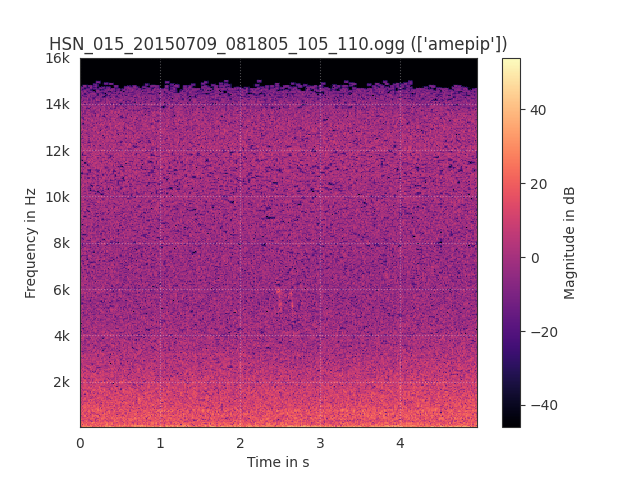 HSN_015_20150709_081805_105_110.ogg (['amepip'])
16k
14k
12k
10k
8k
6k
4k
2k
Frequency in Hz
0 1 2 3 4
Time in s
40
20
0
−20
−40
Magnitude in dB